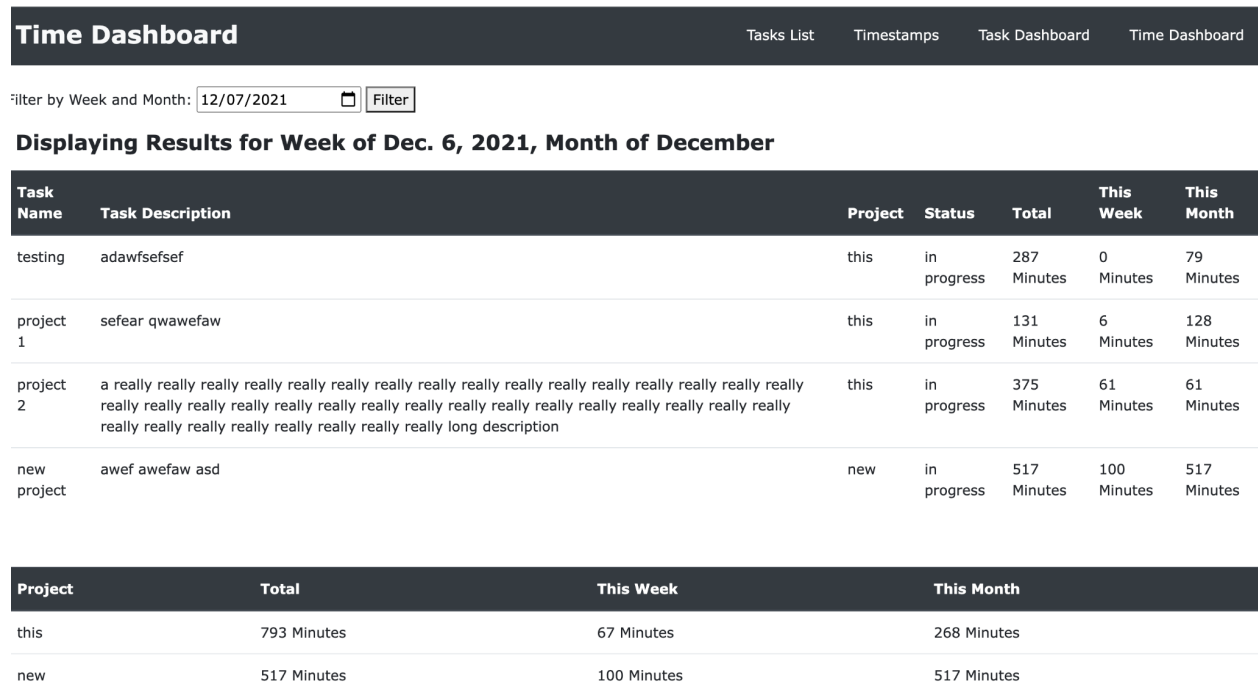 Time Dashboard
Tasks List Timestamps Task Dashboard Time Dashboard
Filter by Week and Month: 12/07/2021 Filter
Displaying Results for Week of Dec. 6, 2021, Month of December
Task Name Task Description Project Status Total This Week This Month
testing adawfsefsef this in progress 287 Minutes 0 Minutes 79 Minutes
project 1 sefear qwawefaw this in progress 131 Minutes 6 Minutes 128 Minutes
project 2 a really really really really really really really really really really really really really really really really
really really really really really really really really really really really really really really really really
really really really really really really really really long description this in progress 375 Minutes 61 Minutes 61 Minutes
new project awef awefaw asd new in progress 517 Minutes 100 Minutes 517 Minutes
Project Total This Week This Month
this 793 Minutes 67 Minutes 268 Minutes
new 517 Minutes 100 Minutes 517 Minutes